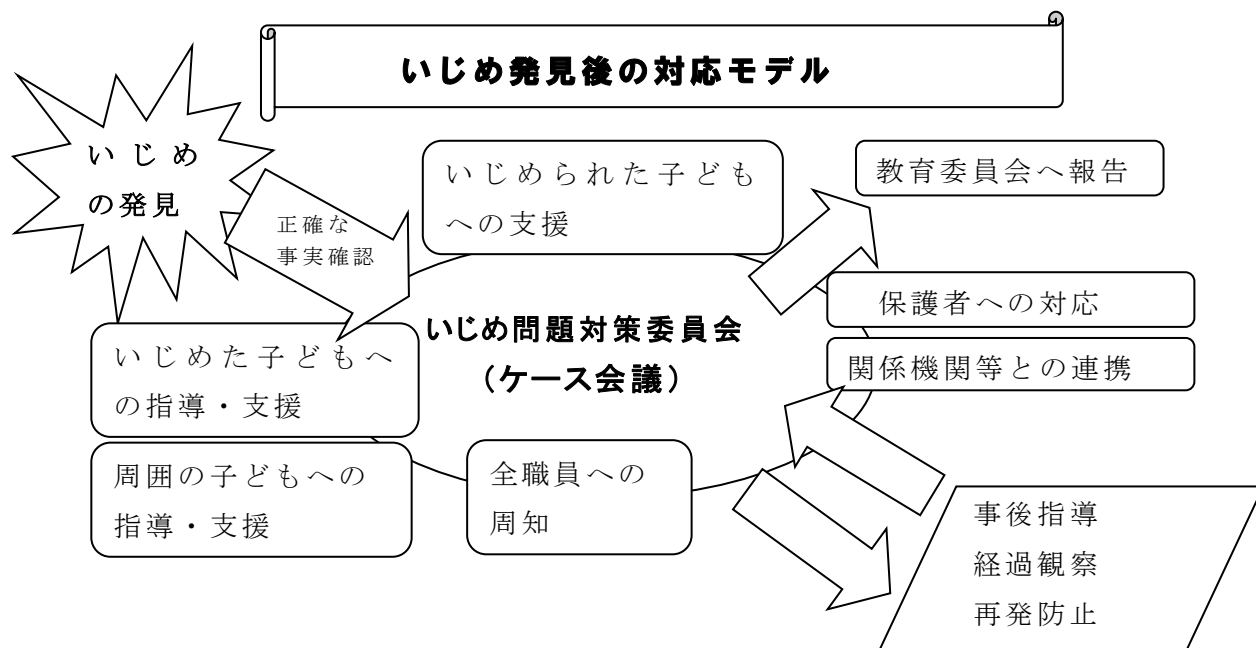 いじめ発見後の対応モデル
いじめ
の発見
正確な
事実確認
いじめられた子ども
への支援
教育委員会へ報告
保護者への対応
関係機関等との連携
いじめ問題対策委員会
（ケース会議）
いじめた子どもへ
の指導・支援
周囲の子どもへの
指導・支援
全職員への
周知
事後指導
経過観察
再発防止